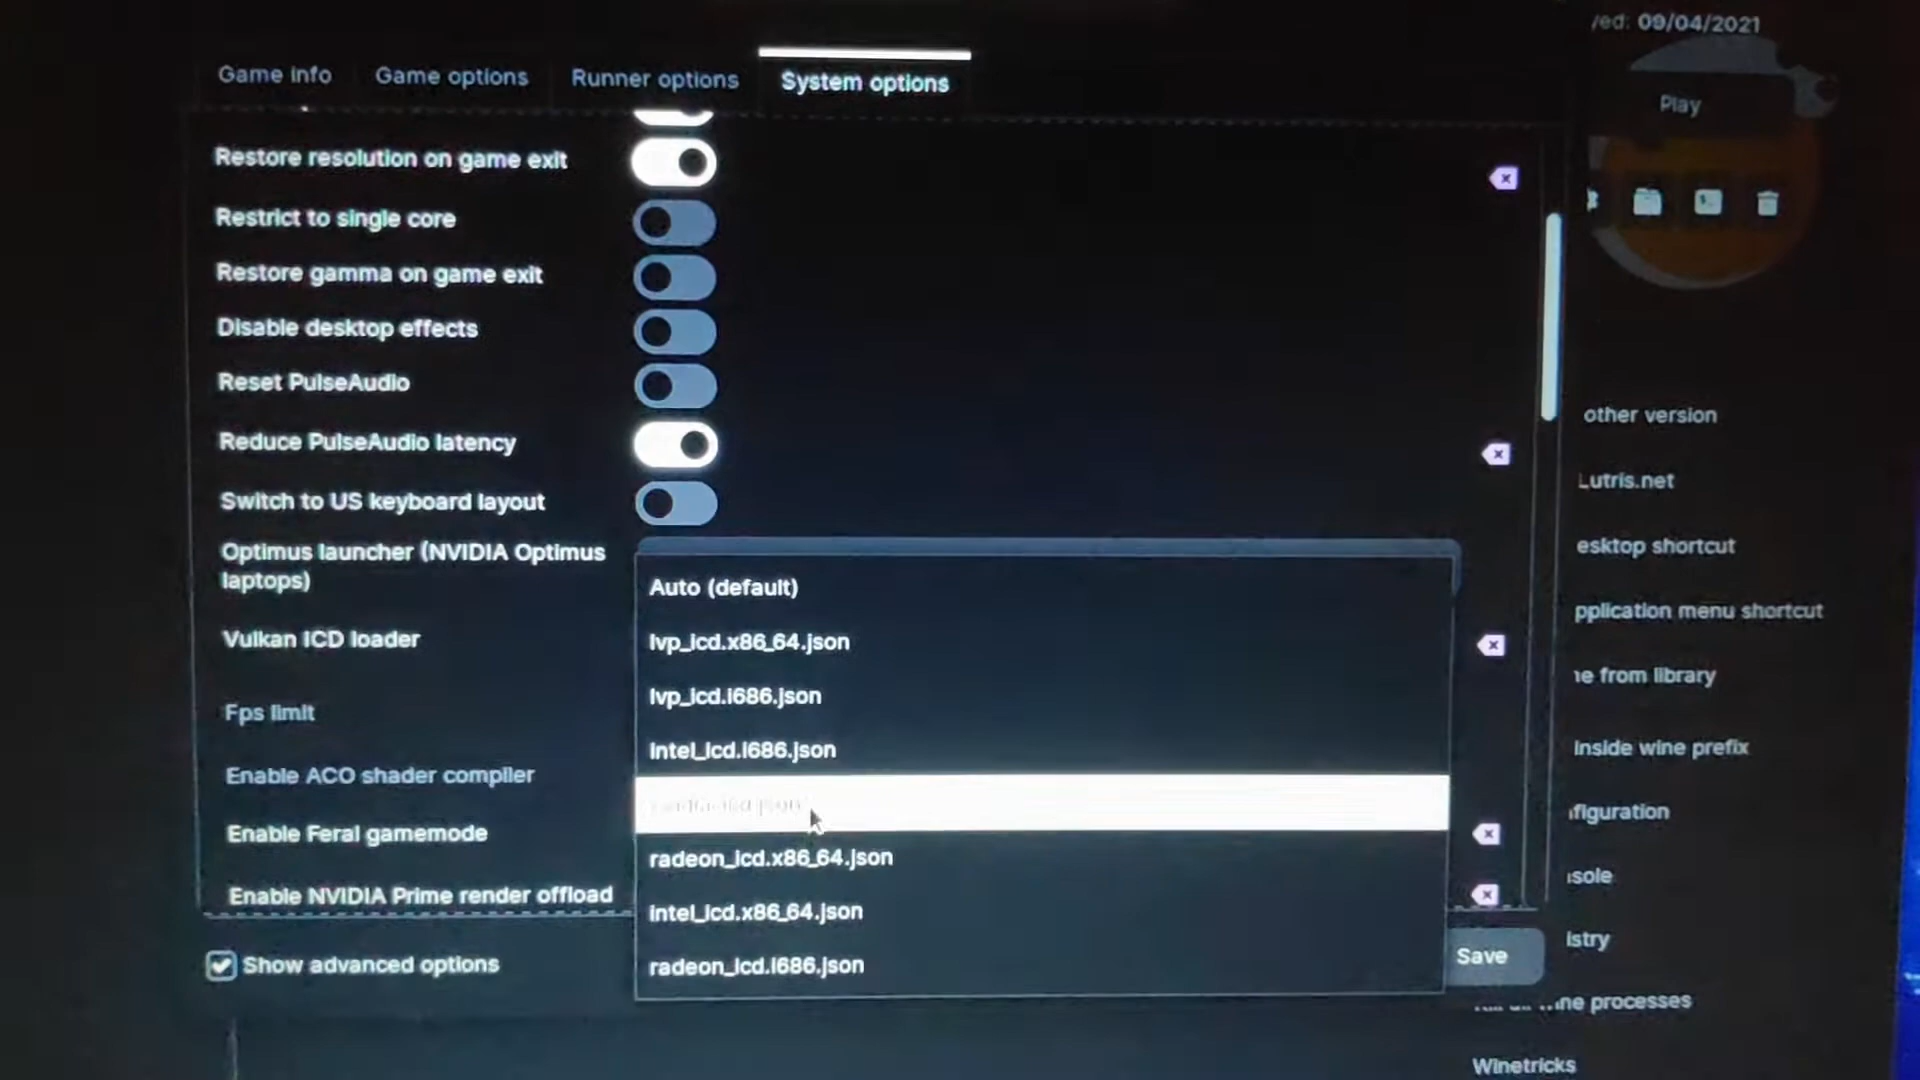 ved: 09/04/2021
Game info Game options Runner options System options
Play
Restore resolution on game exit
Restrict to single core
Restore gamma on game exit
Disable desktop effects
Reset PulseAudio
Reduce PulseAudio latency
Switch to US keyboard layout
Optimus launcher (NVIDIA Optimus
laptops)
Vulkan ICD loader
Fps limit
Enable ACO shader compiler
Enable Feral gamemode
Enable NVIDIA Prime render offload
Show advanced options
Auto (default)
lvp_icd.x86_64.json
lvp_icd.i686.json
intel_icd.i686.json
nvidia_icd.json
radeon_icd.x86_64.json
intel_icd.x86_64.json
radeon_icd.i686.json
Save
other version
Lutris.net
esktop shortcut
pplication menu shortcut
e from library
inside wine prefix
figuration
sole
istry
ine processes
Winetricks